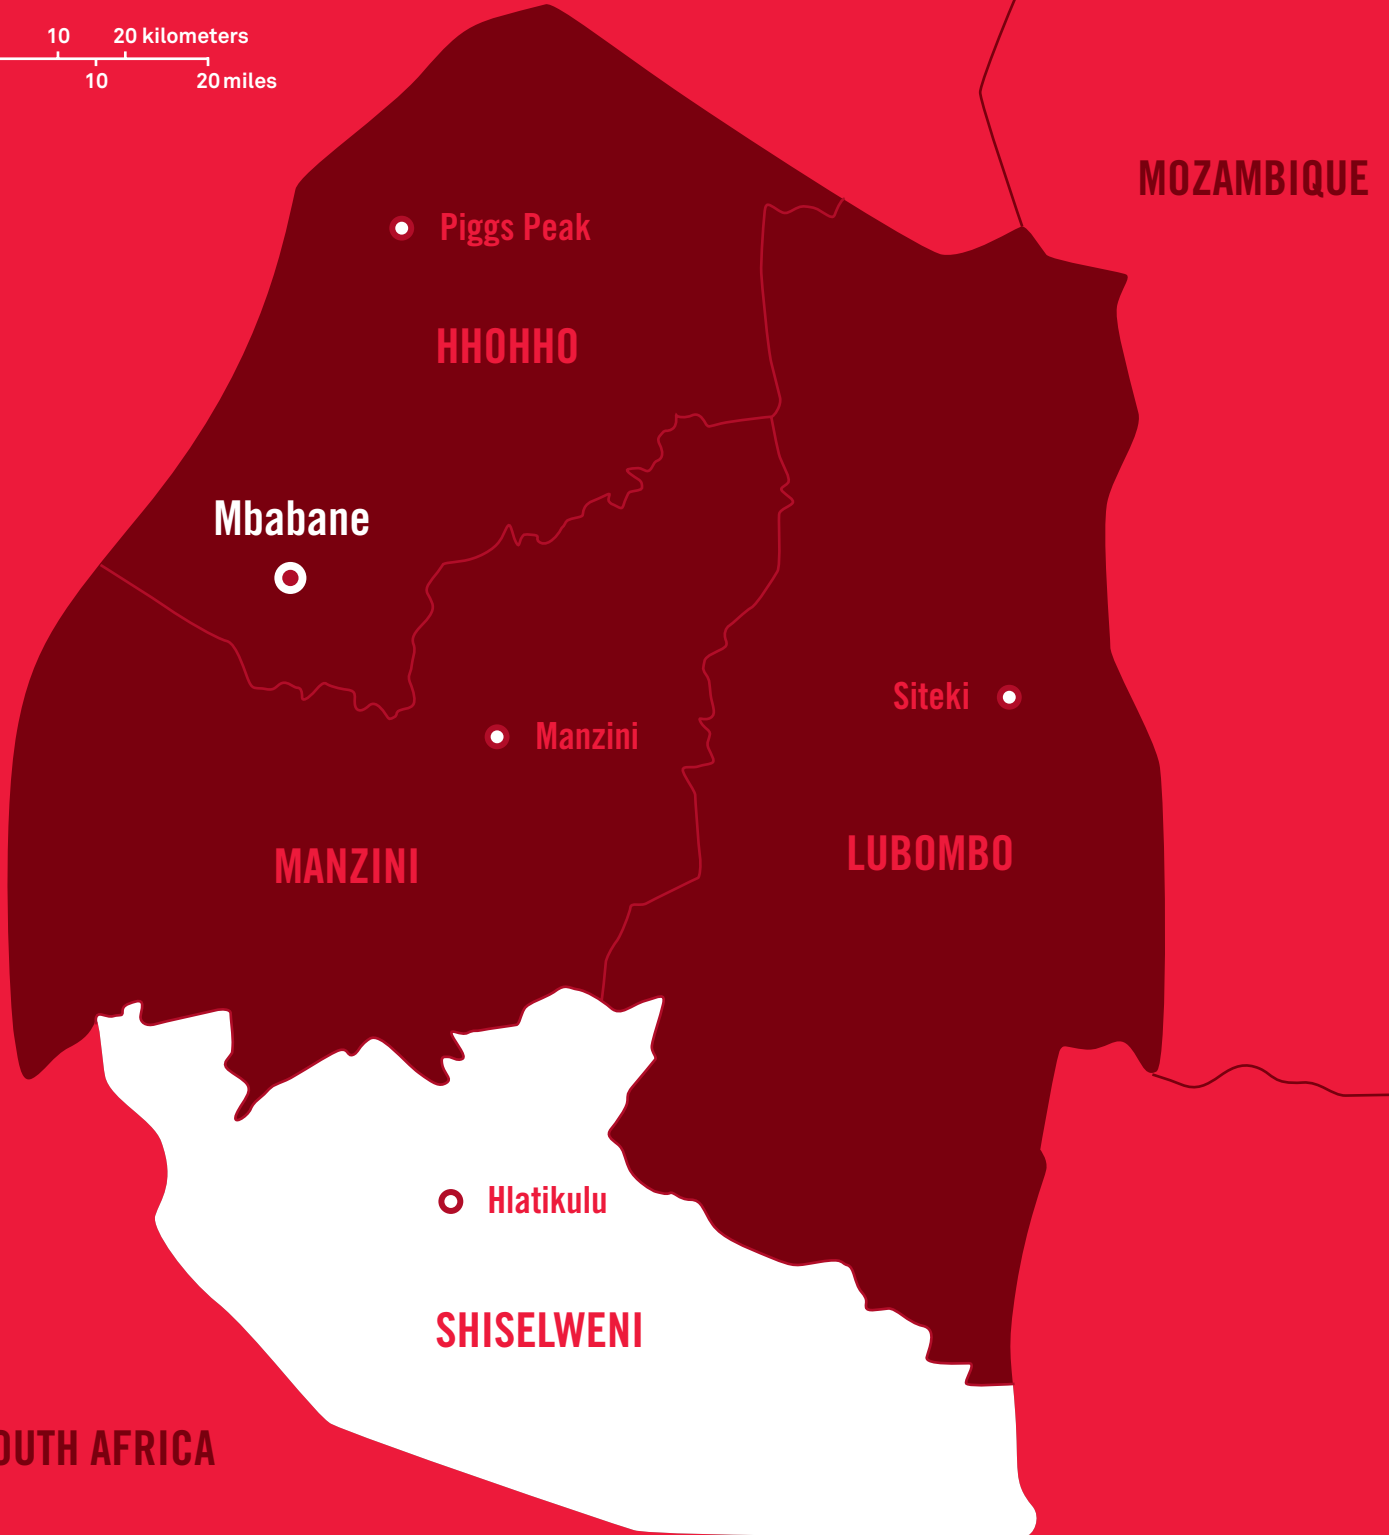 10 20 kilometers
10 20 miles
MOZAMBIQUE
Piggs Peak
HHOHHO
Mbabane
Siteki
Manzini
LUBOMBO
MANZINI
Hlatikulu
SHISELWENI
OUTH AFRICA